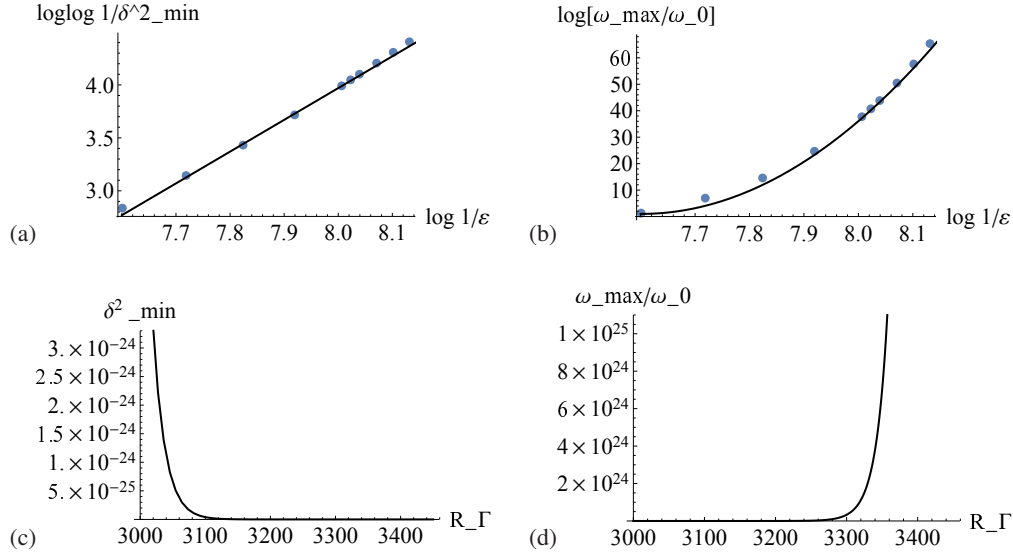 loglog 1/δ^2_min
4.0
3.5
3.0
7.7 7.8 7.9 8.0 8.1
log 1/ε
(a)
log[ω_max/ω_0]
60
50
40
30
20
10
7.7 7.8 7.9 8.0 8.1
log 1/ε
(b)
δ² _min
3. × 10⁻²⁴
2.5 × 10⁻²⁴
2. × 10⁻²⁴
1.5 × 10⁻²⁴
1. × 10⁻²⁴
5. × 10⁻²⁵
3000 3100 3200 3300 3400
R_Γ
(c)
ω_max/ω_0
1 × 10²⁵
8 × 10²⁴
6 × 10²⁴
4 × 10²⁴
2 × 10²⁴
3000 3100 3200 3300 3400
R_Γ
(d)